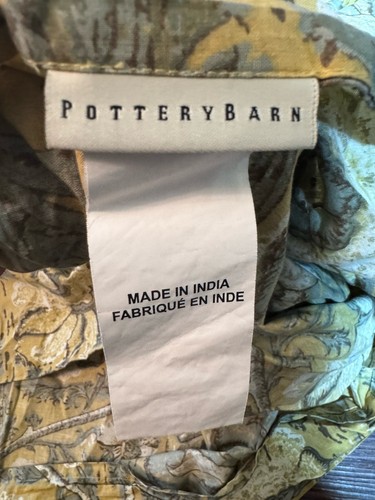 POTTERYBARN
MADE IN INDIA
FABRIQUÉ EN INDE